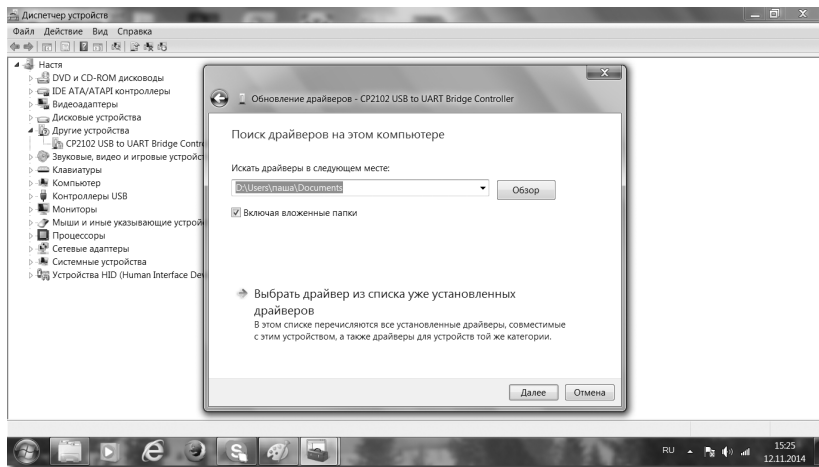 Диспетчер устройств
Файл Действие Вид Справка
Настя
DVD и CD-ROM дисководы
IDE ATA/ATAPI контроллеры
Видеоадаптеры
Дисковые устройства
Другие устройства
CP2102 USB to UART Bridge Contro
Звуковые, видео и игровые устройст
Клавиатуры
Компьютер
Контроллеры USB
Мониторы
Мыши и иные указывающие устрой
Процессоры
Сетевые адаптеры
Системные устройства
Устройства HID (Human Interface Dev
Обновление драйверов - CP2102 USB to UART Bridge Controller
Поиск драйверов на этом компьютере
Искать драйверы в следующем месте:
D:\Users\паша\Documents
Обзор
Включая вложенные папки
Выбрать драйвер из списка уже установленных
драйверов
В этом списке перечисляются все установленные драйверы, совместимые
с этим устройством, а также драйверы для устройств той же категории.
Далее Отмена
RU
15:25
12.11.2014